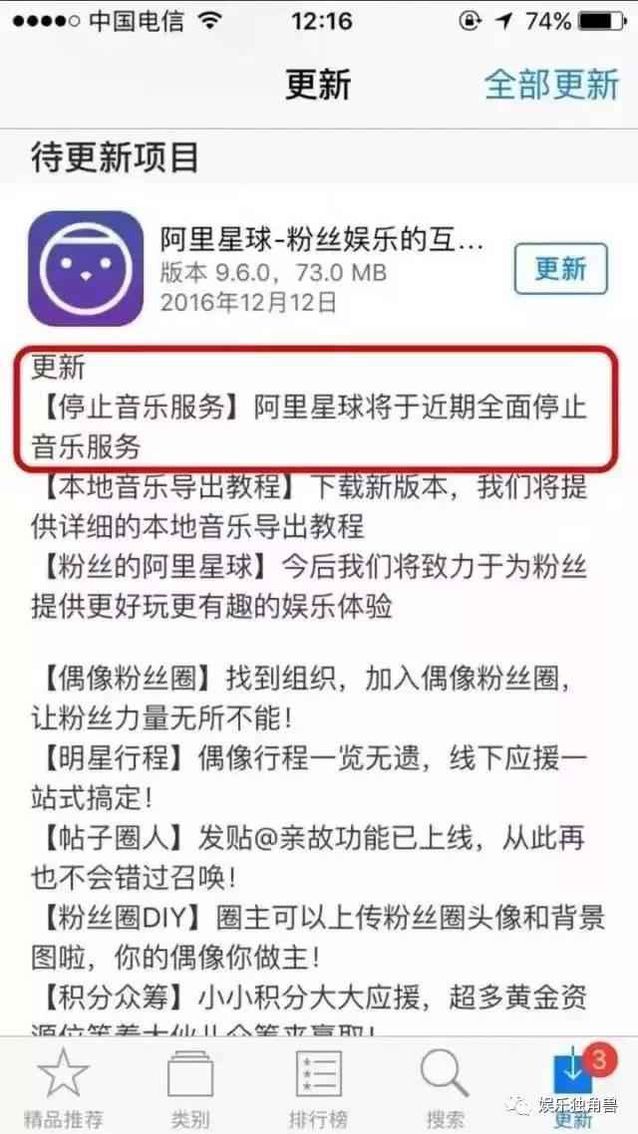 中国电信 12:16 74%
更新 全部更新
待更新项目
阿里星球-粉丝娱乐的互...
版本 9.6.0，73.0 MB
更新
2016年12月12日
更新
【停止音乐服务】阿里星球将于近期全面停止
音乐服务
【本地音乐导出教程】下载新版本，我们将提
供详细的本地音乐导出教程
【粉丝的阿里星球】今后我们将致力于为粉丝
提供更好玩更有趣的娱乐体验
【偶像粉丝圈】找到组织，加入偶像粉丝圈，
让粉丝力量无所不能！
【明星行程】偶像行程一览无遗，线下应援一
站式搞定！
【帖子圈人】发贴@亲故功能已上线，从此再
也不会错过召唤！
【粉丝圈DIY】圈主可以上传粉丝圈头像和背景
图啦，你的偶像你做主！
【积分众筹】小小积分大大应援，超多黄金资
源位等着大伙儿众筹来赢取！
3
精品推荐 类别 排行榜 搜索 更新
娱乐独角兽